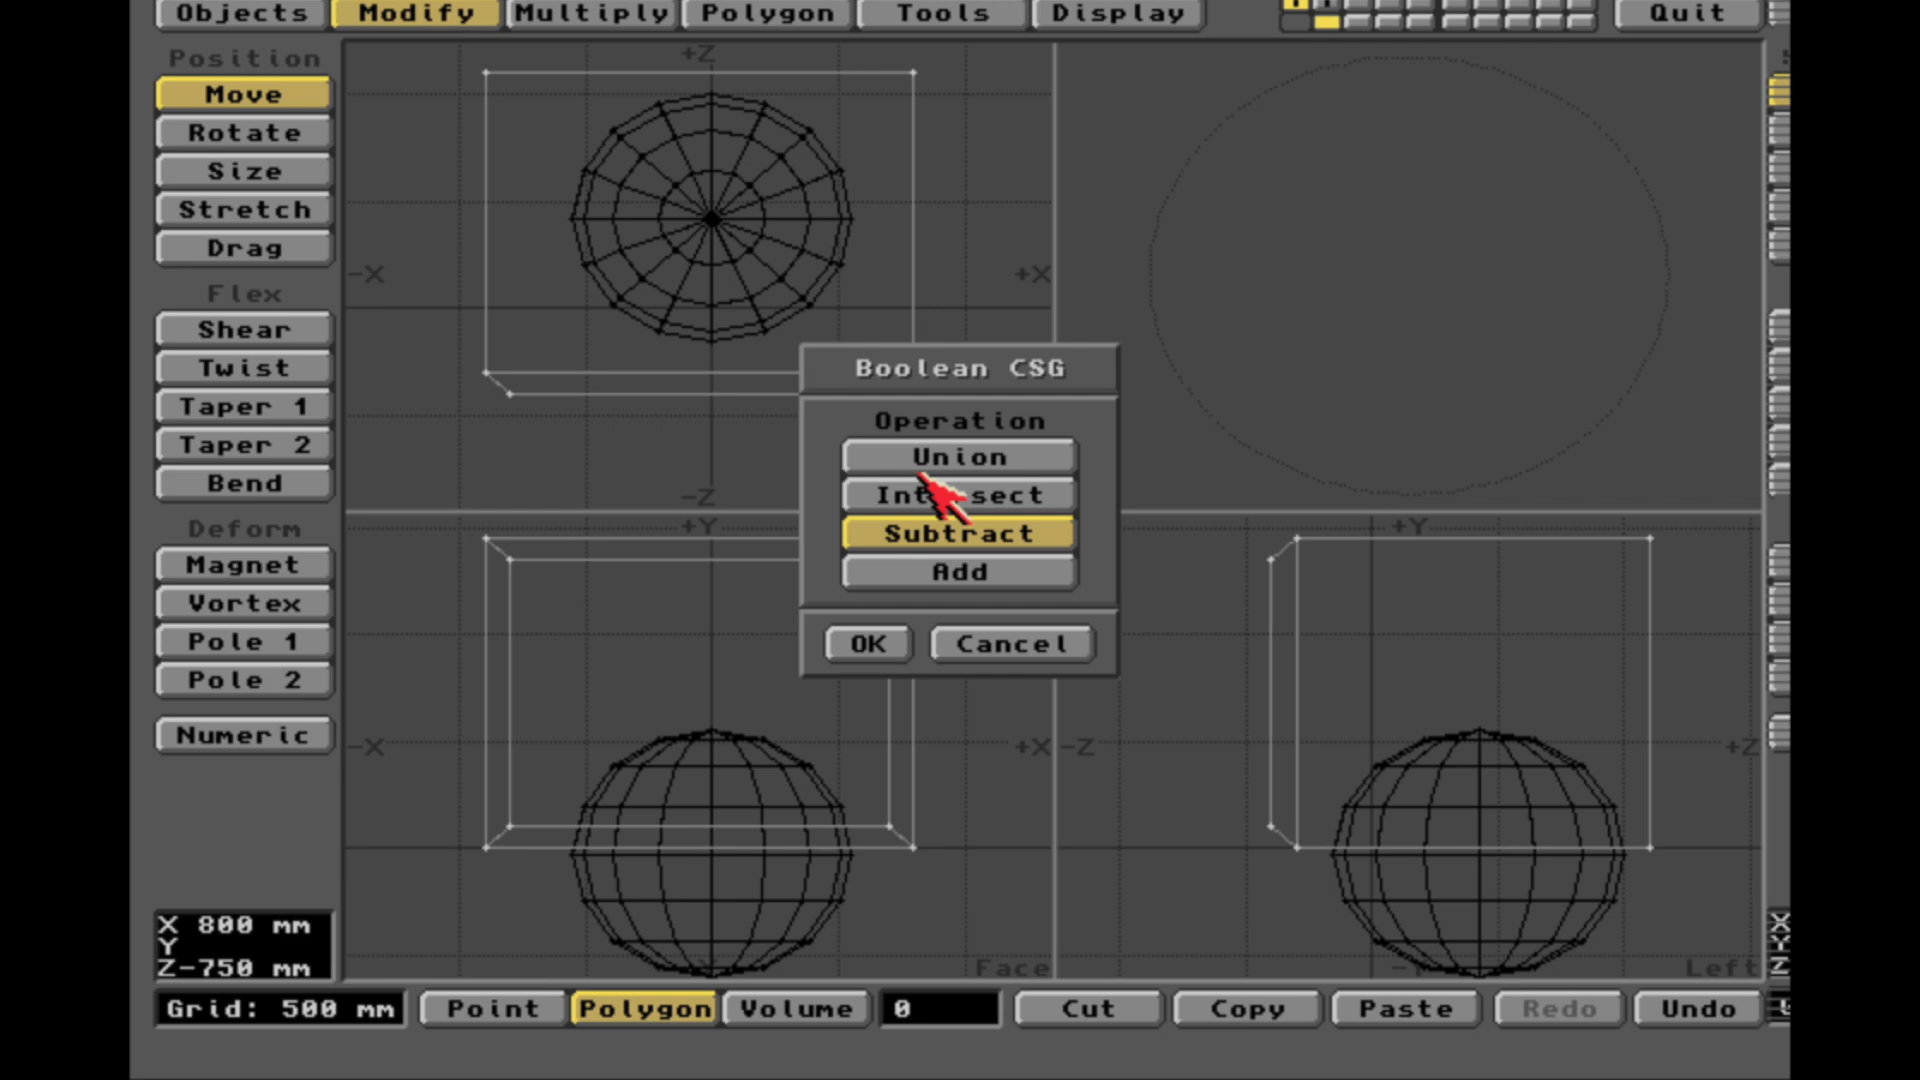 Objects Modify Multiply Polygon Tools Display Quit
Position
Move
Rotate
Size
Stretch
Drag
Flex
Shear
Twist
Taper 1
Taper 2
Bend
Deform
Magnet
Vortex
Pole 1
Pole 2
Numeric
+Z
-X +X
-Z
+Y
-X +X
Face
+Y
-Z +Z
Left
Boolean CSG
Operation
Union
Subtract
Add
OK Cancel
X 800 mm
Y
Z-750 mm
X
Y
Z
Grid: 500 mm Point Polygon Volume 0 Cut Copy Paste Redo Undo